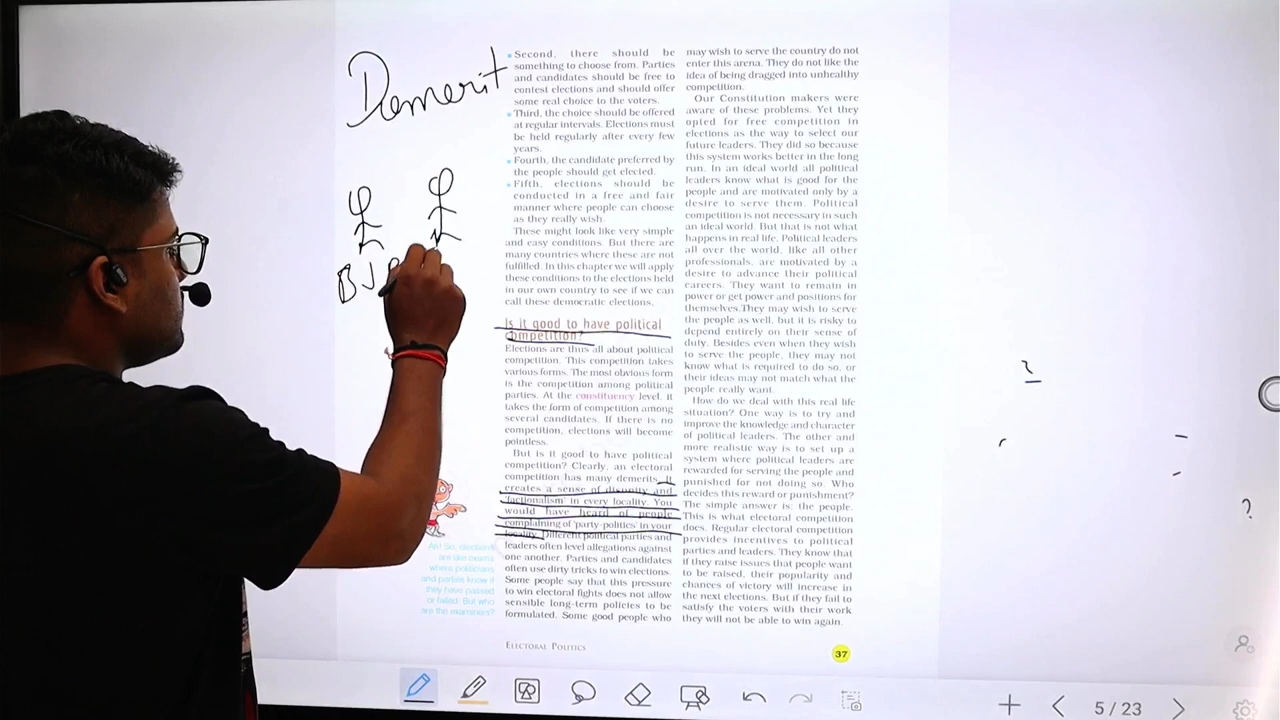 Demerit
BJ
Second, there should be
something to choose from. Parties
and candidates should be free to
contest elections and should offer
some real choice to the voters.
Third, the choice should be offered
at regular intervals. Elections must
be held regularly after every few
years.
Fourth, the candidate preferred by
the people should get elected.
Fifth, elections should be
conducted in a free and fair
manner where people can choose
as they really wish.
These might look like very simple
and easy conditions. But there are
many countries where these are not
fulfilled. In this chapter we will apply
these conditions to the elections held
in our own country to see if we can
call these democratic elections.
Is it good to have political
competition?
Elections are thus all about political
competition. This competition takes
various forms. The most obvious form
is the competition among political
parties. At the constituency level, it
takes the form of competition among
several candidates. If there is no
competition, elections will become
pointless.
But is it good to have political
competition? Clearly, an electoral
competition has many demerits. It
creates a sense of disunity and
'factionalism' in every locality. You
would have heard of people
complaining of 'party-politics' in your
locality. Different political parties and
leaders often level allegations against
one another. Parties and candidates
often use dirty tricks to win elections.
Some people say that this pressure
to win electoral fights does not allow
sensible long-term policies to be
formulated. Some good people who
may wish to serve the country do not
enter this arena. They do not like the
idea of being dragged into unhealthy
competition.
Our Constitution makers were
aware of these problems. Yet they
opted for free competition in
elections as the way to select our
future leaders. They did so because
this system works better in the long
run. In an ideal world all political
leaders know what is good for the
people and are motivated only by a
desire to serve them. Political
competition is not necessary in such
an ideal world. But that is not what
happens in real life. Political leaders
all over the world, like all other
professionals, are motivated by a
desire to advance their political
careers. They want to remain in
power or get power and positions for
themselves.They may wish to serve
the people as well, but it is risky to
depend entirely on their sense of
duty. Besides even when they wish
to serve the people, they may not
know what is required to do so, or
their ideas may not match what the
people really want.
How do we deal with this real life
situation? One way is to try and
improve the knowledge and character
of political leaders. The other and
more realistic way is to set up a
system where political leaders are
rewarded for serving the people and
punished for not doing so. Who
decides this reward or punishment?
The simple answer is: the people.
This is what electoral competition
does. Regular electoral competition
provides incentives to political
parties and leaders. They know that
if they raise issues that people want
to be raised, their popularity and
chances of victory will increase in
the next elections. But if they fail to
satisfy the voters with their work
they will not be able to win again.
Ah! So, elections
are like exams
where politicians
and parties know if
they have passed
or failed. But who
are the examiners?
Electoral Politics
37
5 / 23